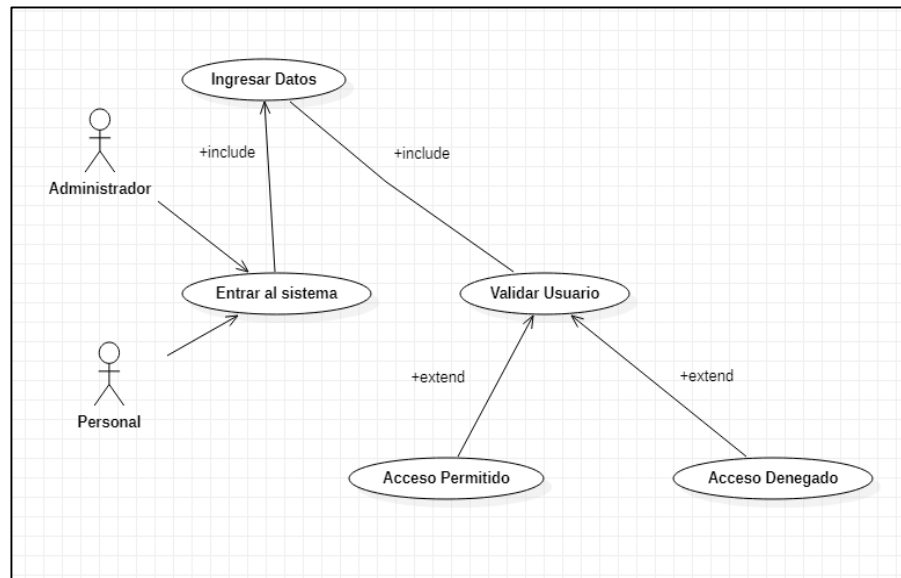 Ingresar Datos
+include
+include
Administrador
Entrar al sistema
Validar Usuario
Personal
+extend
+extend
Acceso Permitido
Acceso Denegado